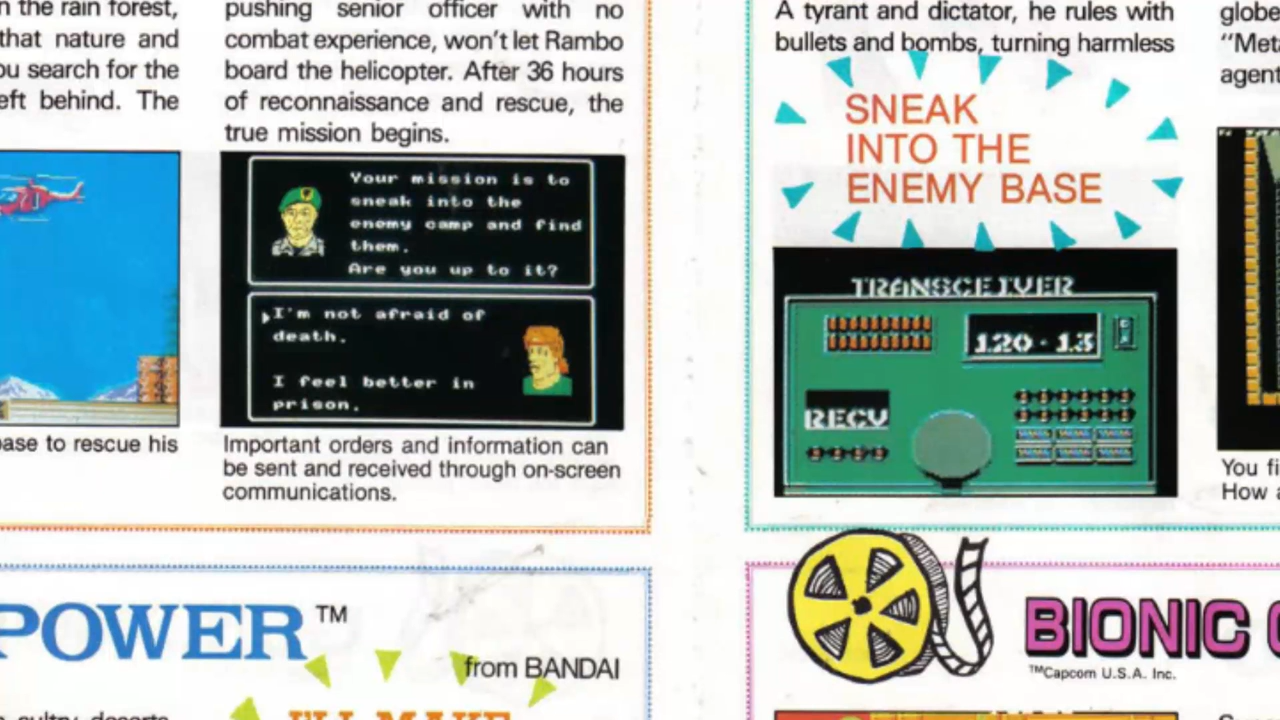 n the rain forest,
that nature and
ou search for the
eft behind. The
ase to rescue his
pushing senior officer with no
combat experience, won't let Rambo
board the helicopter. After 36 hours
of reconnaissance and rescue, the
true mission begins.
Your mission is to
sneak into the
enemy camp and find
them.
Are you up to it?
I'm not afraid of
death.
I feel better in
prison.
Important orders and information can
be sent and received through on-screen
communications.
POWER™
from BANDAI
sultry deserts
I'LL MAKE
A tyrant and dictator, he rules with
bullets and bombs, turning harmless
SNEAK
INTO THE
ENEMY BASE
TRANSCEIVER
120.13
RECV
globe
"Met
agent
You fi
How a
BIONIC C
™Capcom U.S.A. Inc.